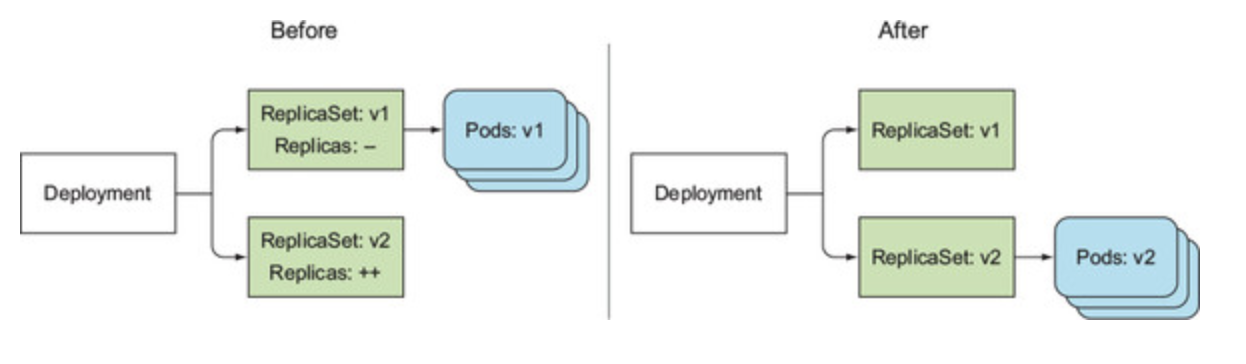 Before
Deployment
ReplicaSet: v1
Replicas: –
Pods: v1
ReplicaSet: v2
Replicas: ++
After
Deployment
ReplicaSet: v1
ReplicaSet: v2
Pods: v2